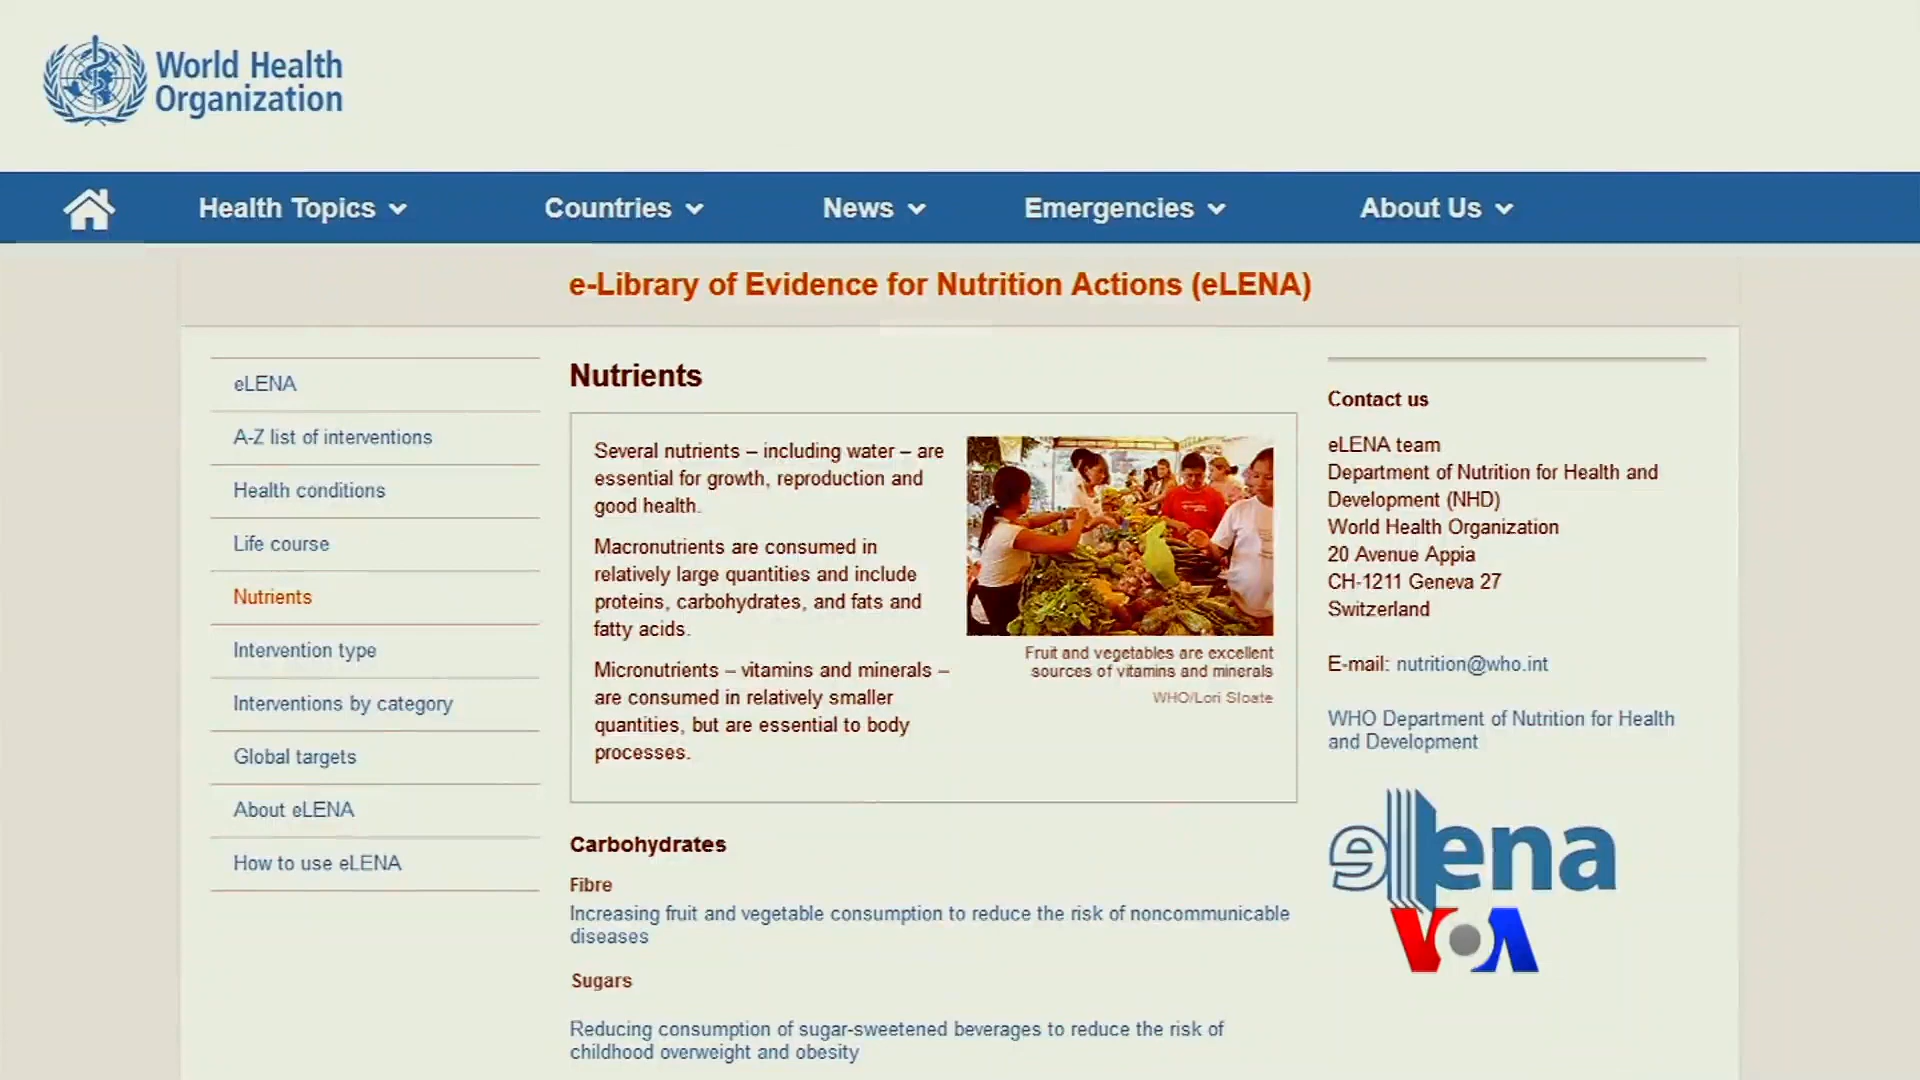 World Health
Organization
Health Topics
Countries
News
Emergencies
About Us
e-Library of Evidence for Nutrition Actions (eLENA)
eLENA
A-Z list of interventions
Health conditions
Life course
Nutrients
Intervention type
Interventions by category
Global targets
About eLENA
How to use eLENA
Nutrients
Several nutrients – including water – are
essential for growth, reproduction and
good health.
Macronutrients are consumed in
relatively large quantities and include
proteins, carbohydrates, and fats and
fatty acids.
Micronutrients – vitamins and minerals –
are consumed in relatively smaller
quantities, but are essential to body
processes.
Fruit and vegetables are excellent
sources of vitamins and minerals
WHO/Lori Sloate
Carbohydrates
Fibre
Increasing fruit and vegetable consumption to reduce the risk of noncommunicable
diseases
Sugars
Reducing consumption of sugar-sweetened beverages to reduce the risk of
childhood overweight and obesity
Contact us
eLENA team
Department of Nutrition for Health and
Development (NHD)
World Health Organization
20 Avenue Appia
CH-1211 Geneva 27
Switzerland
E-mail: nutrition@who.int
WHO Department of Nutrition for Health
and Development
elena
VOA